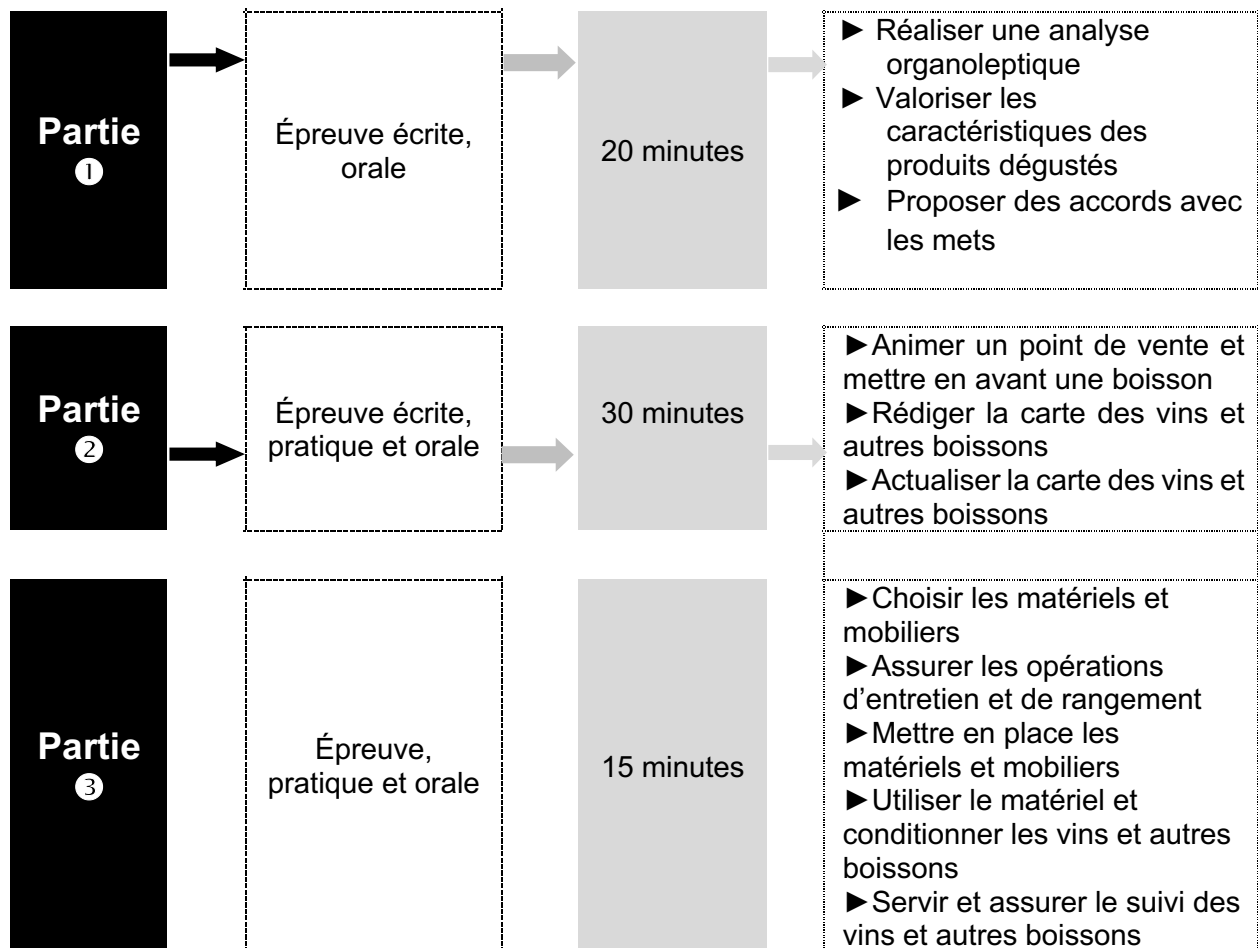 Partie
❶
Épreuve écrite,
orale
20 minutes
► Réaliser une analyse
organoleptique
► Valoriser les
caractéristiques des
produits dégustés
► Proposer des accords avec
les mets
Partie
❷
Épreuve écrite,
pratique et orale
30 minutes
►Animer un point de vente et
mettre en avant une boisson
►Rédiger la carte des vins et
autres boissons
►Actualiser la carte des vins et
autres boissons
Partie
❸
Épreuve,
pratique et orale
15 minutes
►Choisir les matériels et
mobiliers
►Assurer les opérations
d’entretien et de rangement
►Mettre en place les
matériels et mobiliers
►Utiliser le matériel et
conditionner les vins et autres
boissons
►Servir et assurer le suivi des
vins et autres boissons